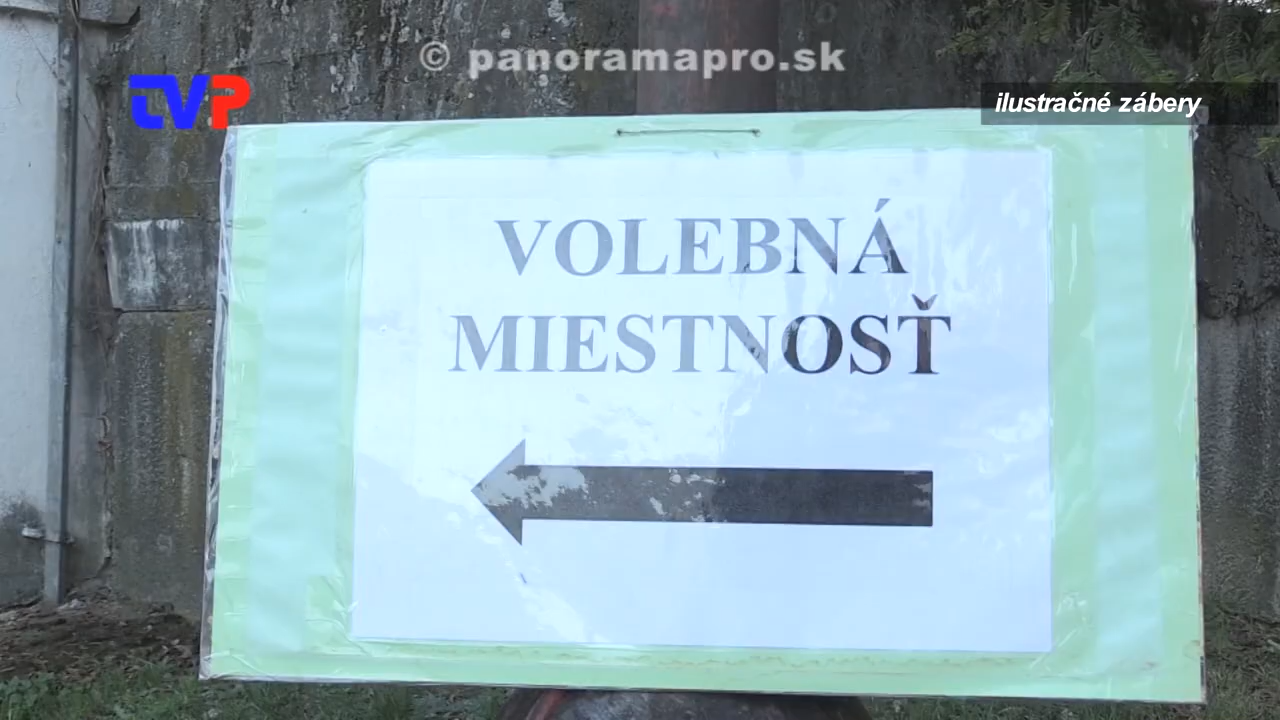 © panoramapro.sk
TVP
ilustračné zábery
VOLEBNÁ
MIESTNOSŤ